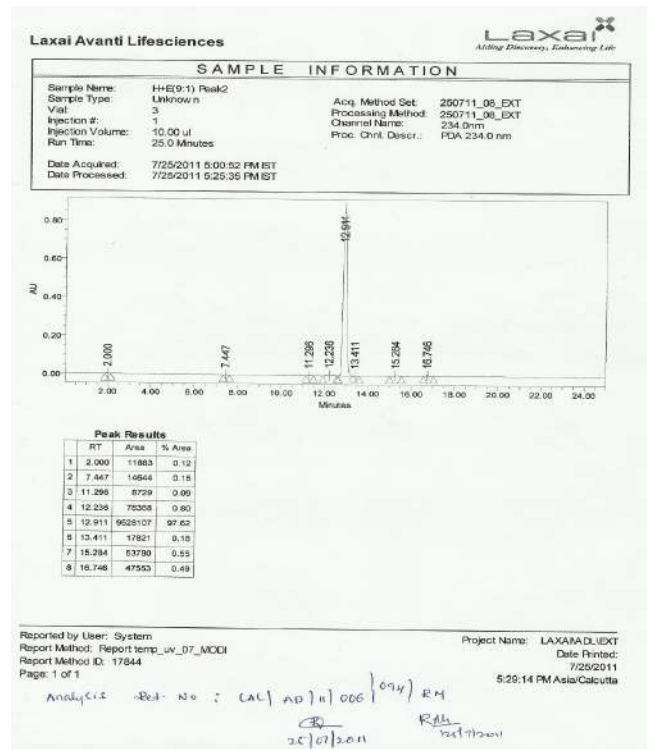 Laxai Avanti Lifesciences
Laxai
Adding Discovery, Enhancing Life
SAMPLE INFORMATION
Sample Name: H+E(9:1) Peak2
Sample Type: Unknown
Vial: 3
Injection #: 1
Injection Volume: 10.00 ul
Run Time: 25.0 Minutes
Date Acquired: 7/25/2011 5:00:52 PM IST
Date Processed: 7/25/2011 5:25:35 PM IST
Acq. Method Set: 250711_08_EXT
Processing Method: 250711_08_EXT
Channel Name: 234.0nm
Proc. Chnl. Descr.: PDA 234.0 nm
AU
0.80
0.60
0.40
0.20
0.00
2.000
7.447
11.296
12.236
12.911
13.411
15.284
16.746
2.00 4.00 6.00 8.00 10.00 12.00 14.00 16.00 18.00 20.00 22.00 24.00
Minutes
Peak Results
RT Area % Area
1 2.000 11683 0.12
2 7.447 14644 0.15
3 11.296 8729 0.09
4 12.236 78368 0.80
5 12.911 9528107 97.62
6 13.411 17821 0.18
7 15.284 53780 0.55
8 16.746 47553 0.49
Reported by User: System
Report Method: Report temp_uv_07_MODI
Report Method ID: 17844
Page: 1 of 1
Project Name:
Date Printed:
7/25/2011
5:29:14 PM Asia/Calcutta
Analysis Ref. No : CAL/AD/11/006/094/RM
25/07/2011
25/7/2011